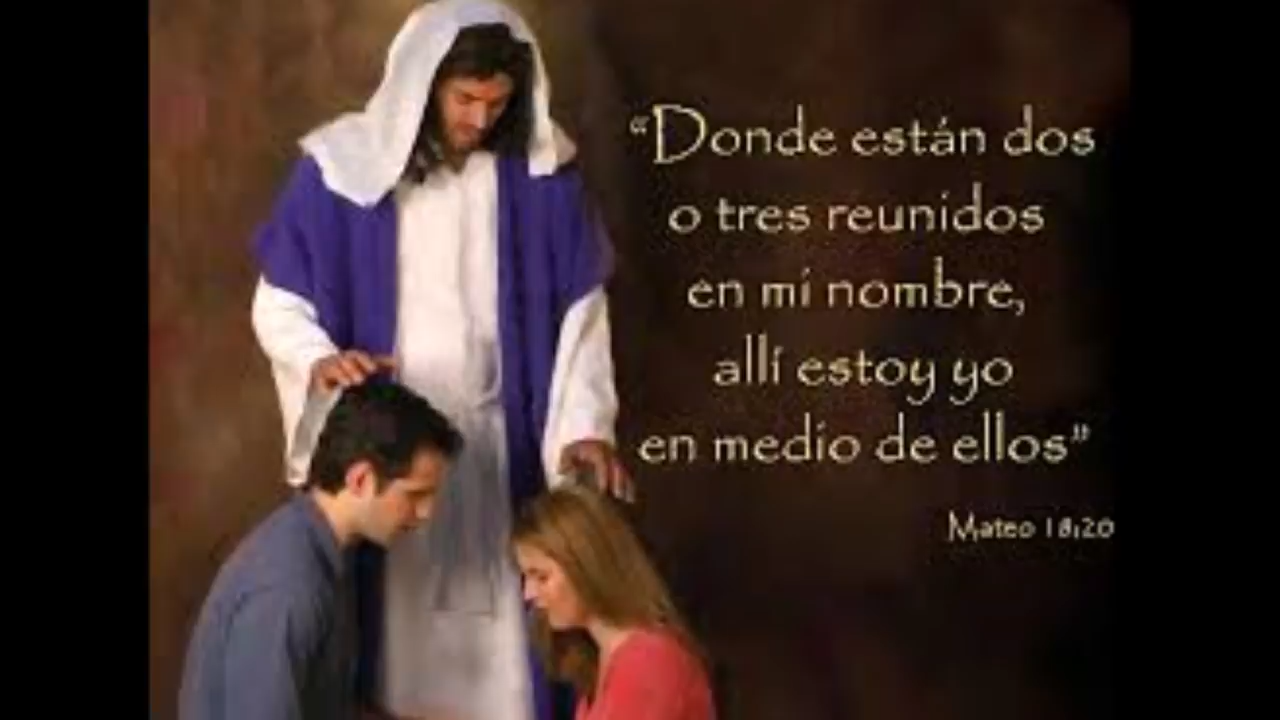 “Donde están dos
o tres reunidos
en mi nombre,
allí estoy yo
en medio de ellos”
Mateo 18:20